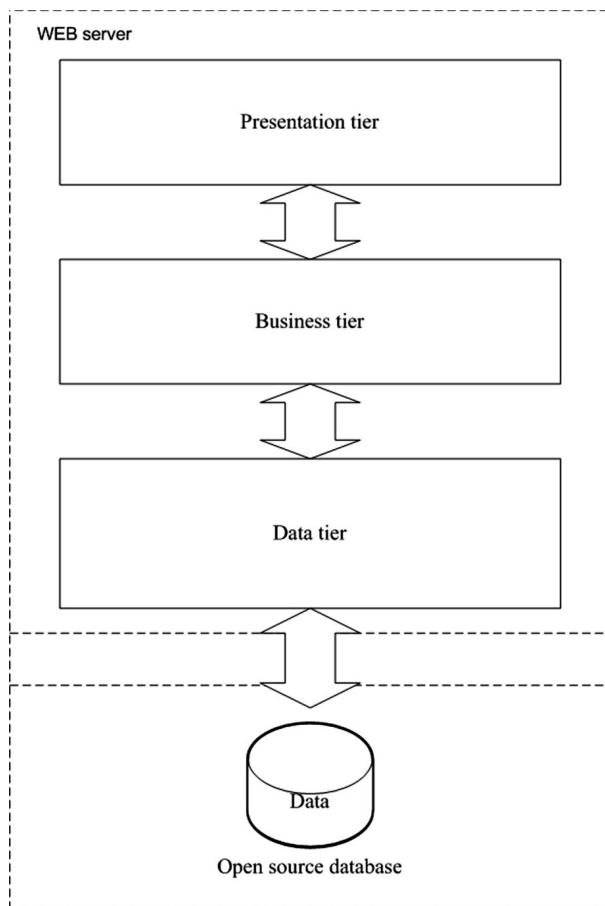 WEB server
Presentation tier
Business tier
Data tier
Data
Open source database